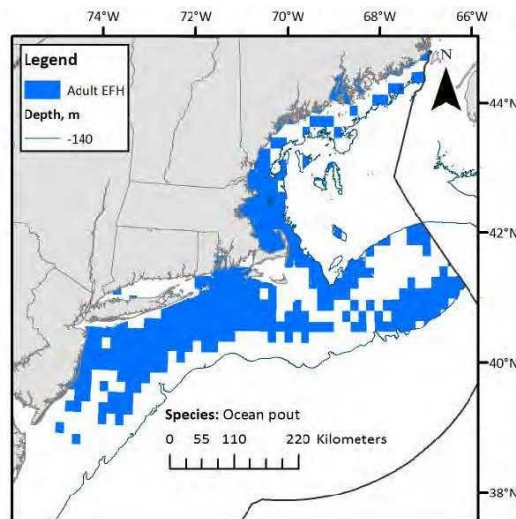 74°W 72°W 70°W 68°W 66°W
Legend
Adult EFH
Depth, m
-140
N
44°N
42°N
40°N
38°N
Species: Ocean pout
0 55 110 220 Kilometers